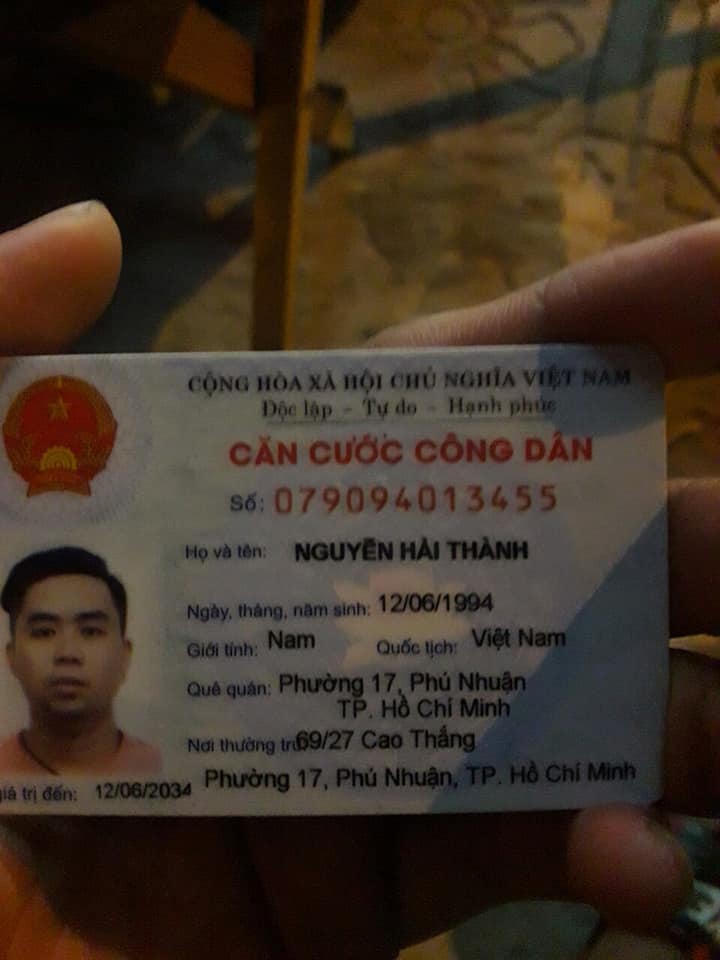 CỘNG HÒA XÃ HỘI CHỦ NGHĨA VIỆT NAM
Độc lập - Tự do - Hạnh phúc
CĂN CƯỚC CÔNG DÂN
Số: 079094013455
Họ và tên: NGUYỄN HẢI THÀNH
Ngày, tháng, năm sinh: 12/06/1994
Giới tính: Nam Quốc tịch: Việt Nam
Quê quán: Phường 17, Phú Nhuận
TP. Hồ Chí Minh
Nơi thường trú: 69/27 Cao Thắng
Phường 17, Phú Nhuận, TP. Hồ Chí Minh
giá trị đến: 12/06/2034